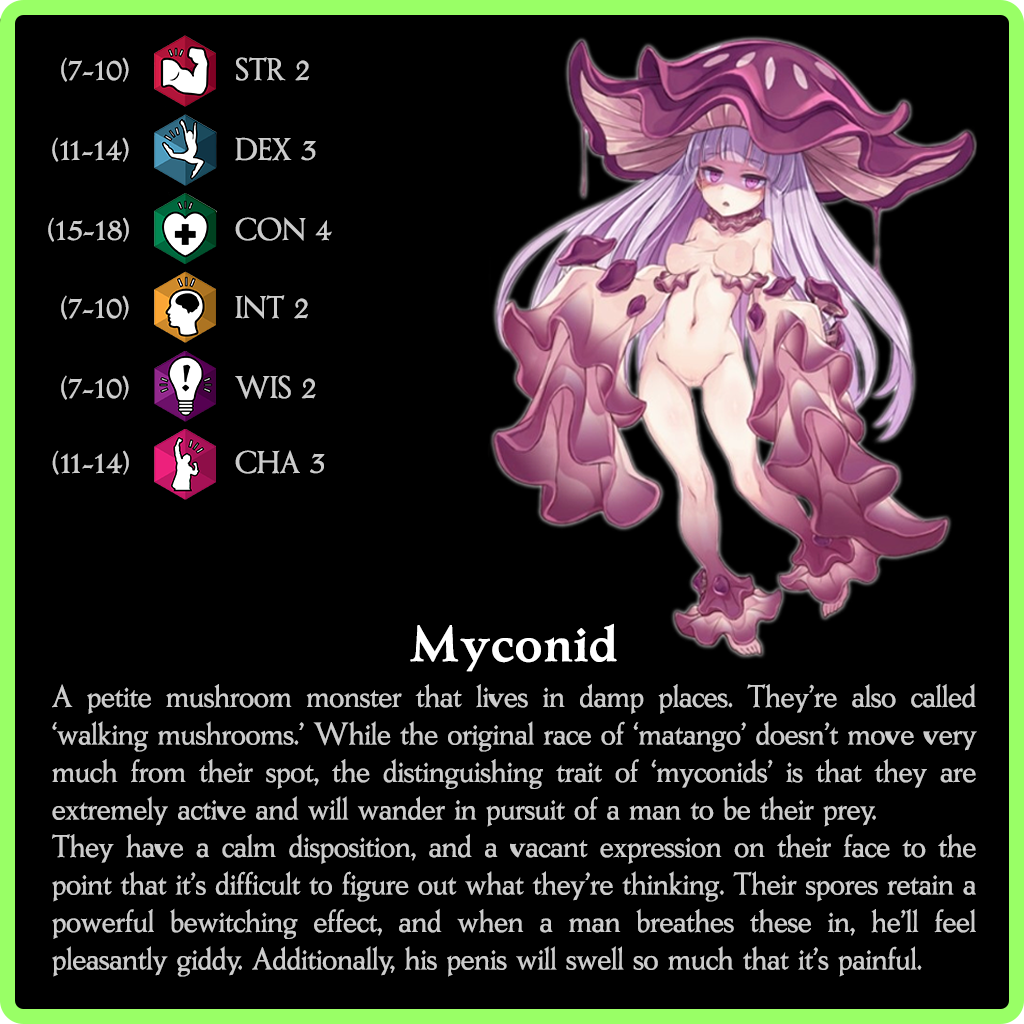 (7-10) STR 2
(11-14) DEX 3
(15-18) CON 4
(7-10) INT 2
(7-10) WIS 2
(11-14) CHA 3
Myconid
A petite mushroom monster that lives in damp places. They're also called
'walking mushrooms.' While the original race of 'matango' doesn't move very
much from their spot, the distinguishing trait of 'myconids' is that they are
extremely active and will wander in pursuit of a man to be their prey.
They have a calm disposition, and a vacant expression on their face to the
point that it's difficult to figure out what they're thinking. Their spores retain a
powerful bewitching effect, and when a man breathes these in, he'll feel
pleasantly giddy. Additionally, his penis will swell so much that it's painful.